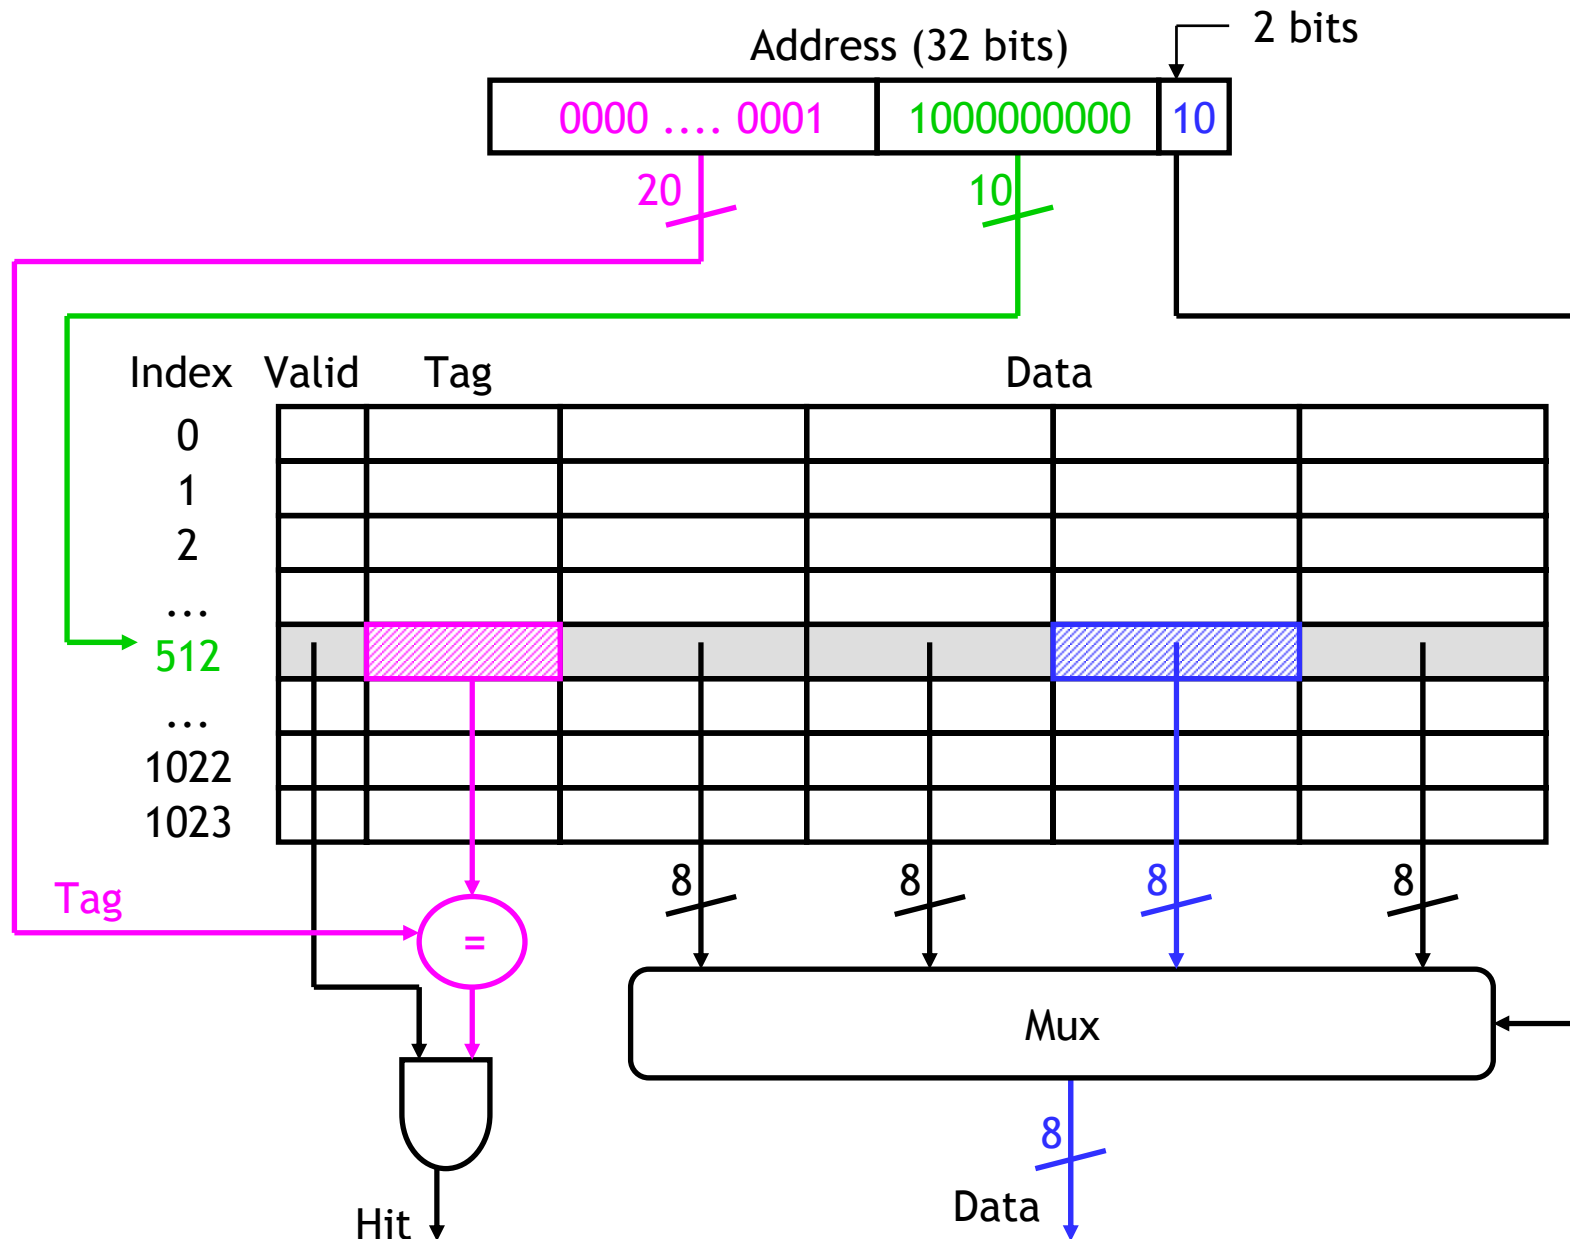 2 bits
Address (32 bits)
0000 .... 0001 1000000000 10
20 10
Index Valid Tag Data
0
1
2
...
512
...
1022
1023
8 8 8 8
Tag
=
Mux
8
Data
Hit